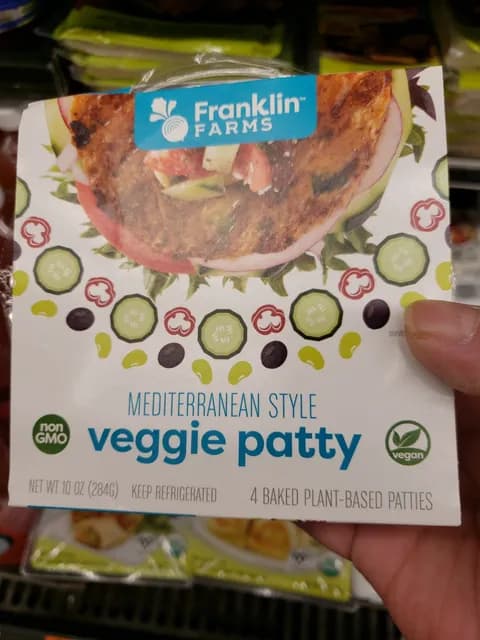 Franklin™
FARMS
MEDITERRANEAN STYLE
non
GMO
veggie patty
vegan
NET WT 10 OZ (284G) KEEP REFRIGERATED 4 BAKED PLANT-BASED PATTIES